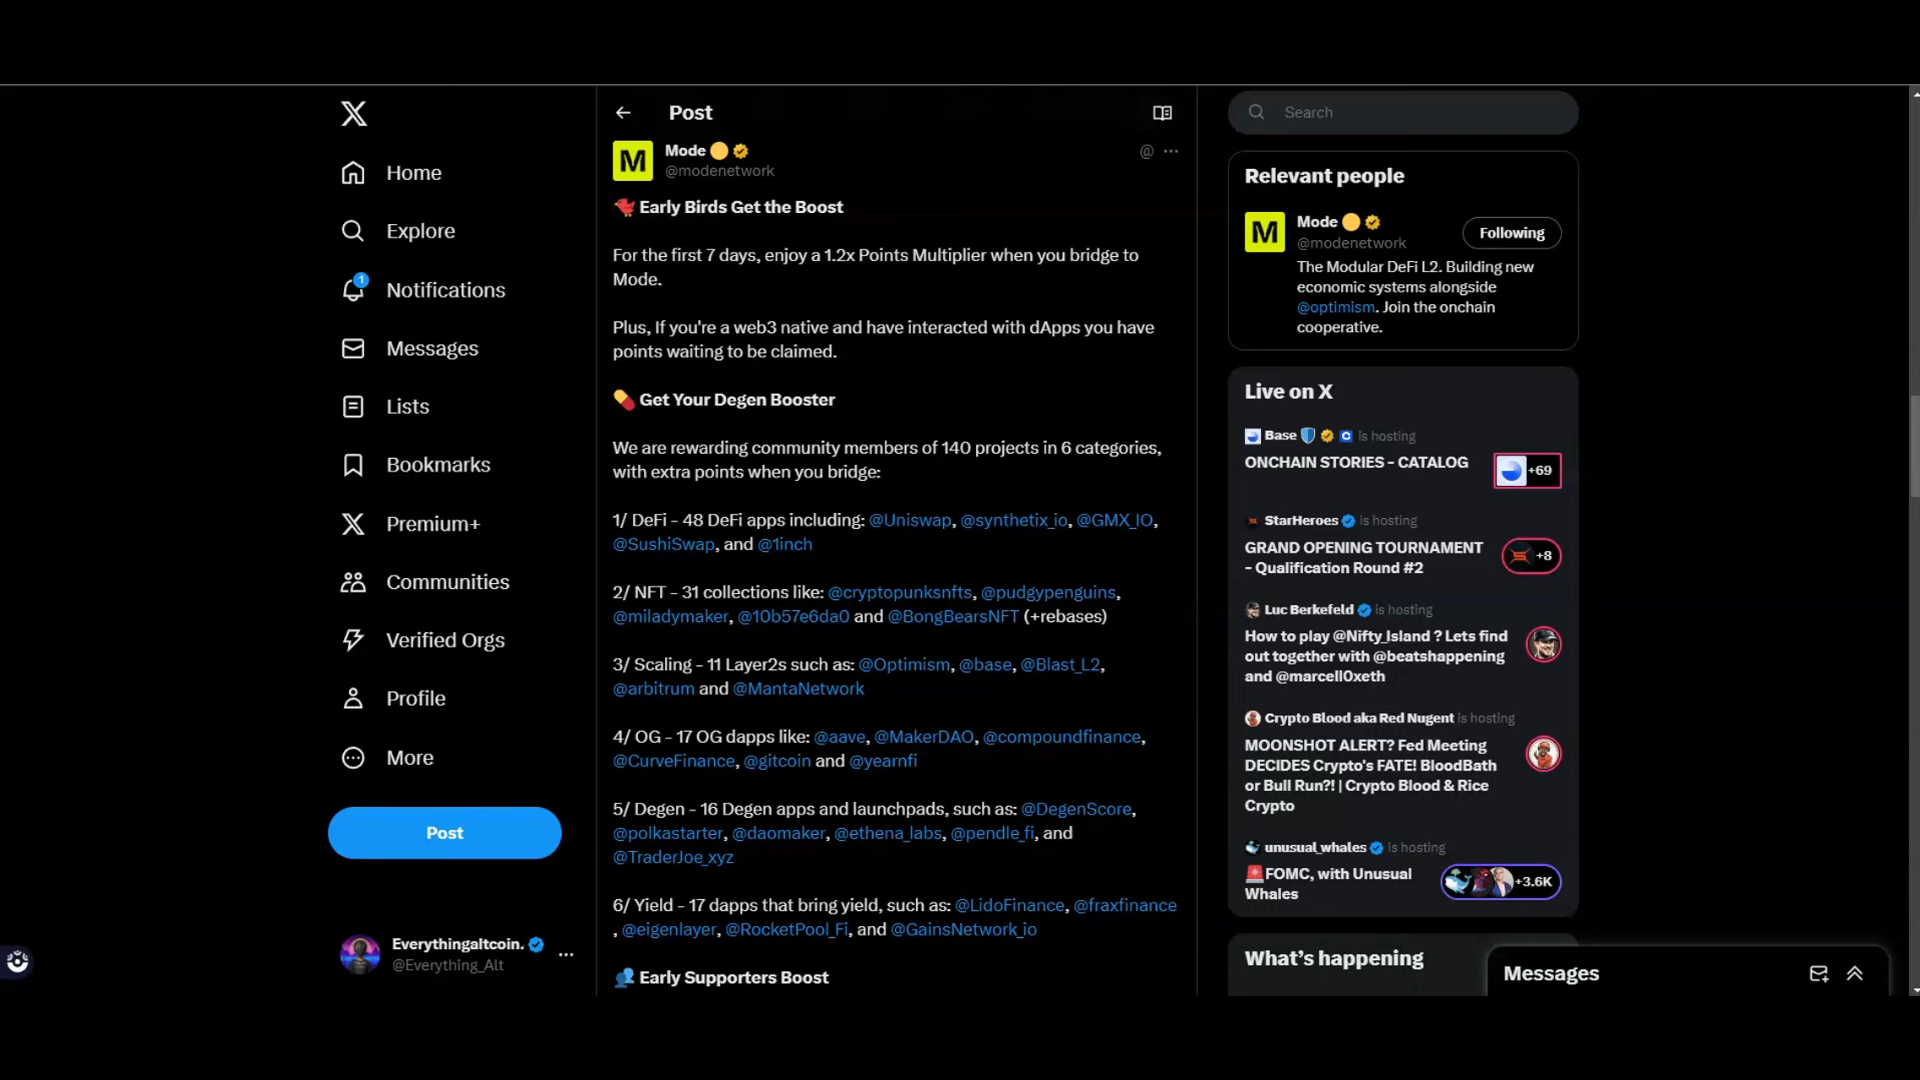 Home
Explore
1
Notifications
Messages
Lists
Bookmarks
Premium+
Communities
Verified Orgs
Profile
More
Post
Everythingaltcoin.
@Everything_Alt
Post
M
Mode
@modenetwork
@
Early Birds Get the Boost
For the first 7 days, enjoy a 1.2x Points Multiplier when you bridge to
Mode.
Plus, If you're a web3 native and have interacted with dApps you have
points waiting to be claimed.
Get Your Degen Booster
We are rewarding community members of 140 projects in 6 categories,
with extra points when you bridge:
1/ DeFi - 48 DeFi apps including: @Uniswap, @synthetix_io, @GMX_IO,
@SushiSwap, and @1inch
2/ NFT - 31 collections like: @cryptopunksnfts, @pudgypenguins,
@miladymaker, @10b57e6da0 and @BongBearsNFT (+rebases)
3/ Scaling - 11 Layer2s such as: @Optimism, @base, @Blast_L2,
@arbitrum and @MantaNetwork
4/ OG - 17 OG dapps like: @aave, @MakerDAO, @compoundfinance,
@CurveFinance, @gitcoin and @yearnfi
5/ Degen - 16 Degen apps and launchpads, such as: @DegenScore,
@polkastarter, @daomaker, @ethena_labs, @pendle_fi, and
@TraderJoe_xyz
6/ Yield - 17 dapps that bring yield, such as: @LidoFinance, @fraxfinance
, @eigenlayer, @RocketPool_Fi, and @GainsNetwork_io
Early Supporters Boost
Search
Relevant people
M
Mode
@modenetwork
Following
The Modular DeFi L2. Building new
economic systems alongside
@optimism. Join the onchain
cooperative.
Live on X
Base is hosting
ONCHAIN STORIES - CATALOG
+69
StarHeroes is hosting
GRAND OPENING TOURNAMENT
- Qualification Round #2
+8
Luc Berkefeld is hosting
How to play @Nifty_Island ? Lets find
out together with @beatshappening
and @marcell0xeth
Crypto Blood aka Red Nugent is hosting
MOONSHOT ALERT? Fed Meeting
DECIDES Crypto's FATE! BloodBath
or Bull Run?! | Crypto Blood & Rice
Crypto
unusual_whales is hosting
FOMC, with Unusual
Whales
+3.6K
What's happening
Messages